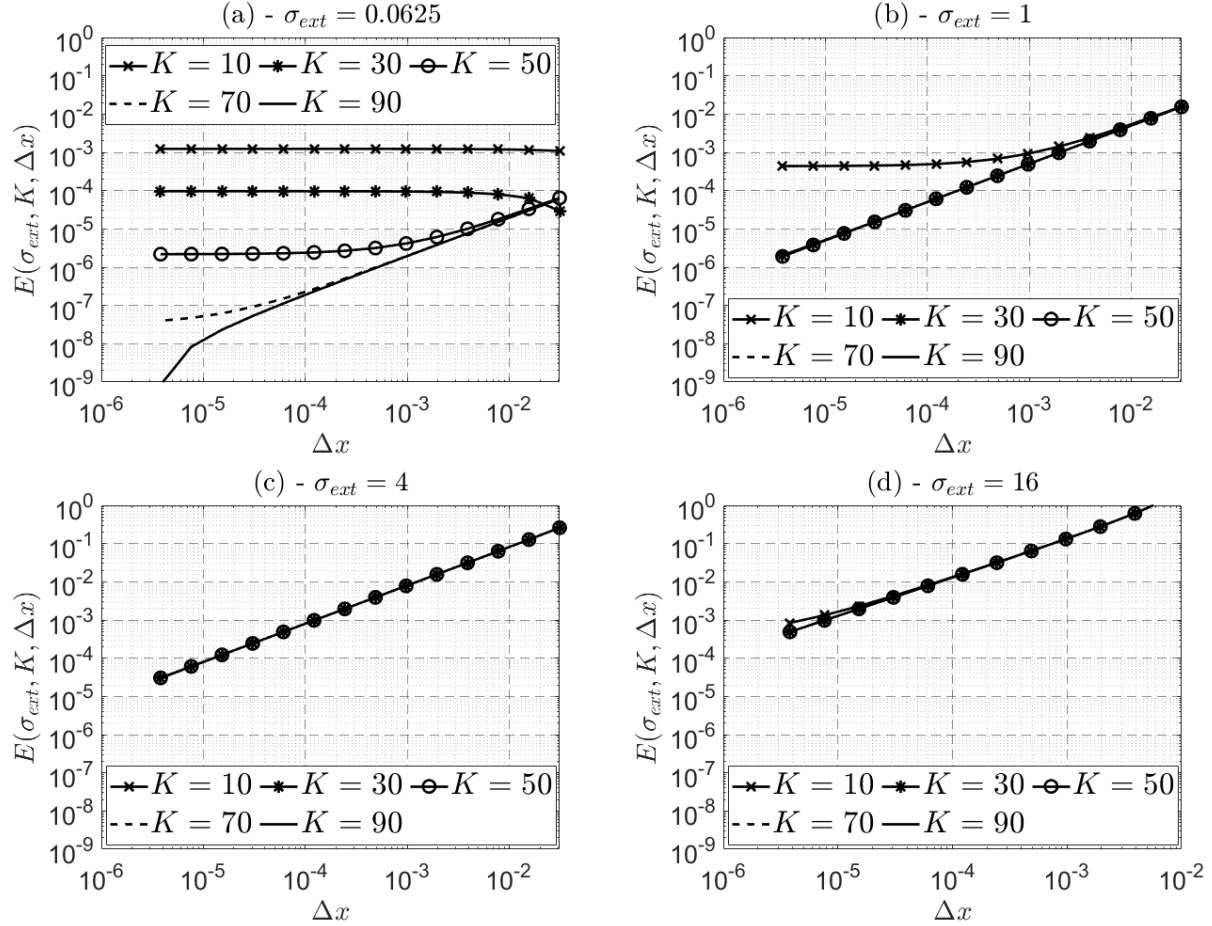 (a) - σ_ext = 0.0625
10^0
10^-1
10^-2
10^-3
10^-4
10^-5
10^-6
10^-7
10^-8
10^-9
E(σ_ext, K, Δx)
K = 10 K = 30 K = 50
K = 70 K = 90
10^-6 10^-5 10^-4 10^-3 10^-2
Δx
(b) - σ_ext = 1
10^0
10^-1
10^-2
10^-3
10^-4
10^-5
10^-6
10^-7
10^-8
10^-9
E(σ_ext, K, Δx)
K = 10 K = 30 K = 50
K = 70 K = 90
10^-6 10^-5 10^-4 10^-3 10^-2
Δx
(c) - σ_ext = 4
10^0
10^-1
10^-2
10^-3
10^-4
10^-5
10^-6
10^-7
10^-8
10^-9
E(σ_ext, K, Δx)
K = 10 K = 30 K = 50
K = 70 K = 90
10^-6 10^-5 10^-4 10^-3 10^-2
Δx
(d) - σ_ext = 16
10^0
10^-1
10^-2
10^-3
10^-4
10^-5
10^-6
10^-7
10^-8
10^-9
E(σ_ext, K, Δx)
K = 10 K = 30 K = 50
K = 70 K = 90
10^-6 10^-5 10^-4 10^-3 10^-2
Δx